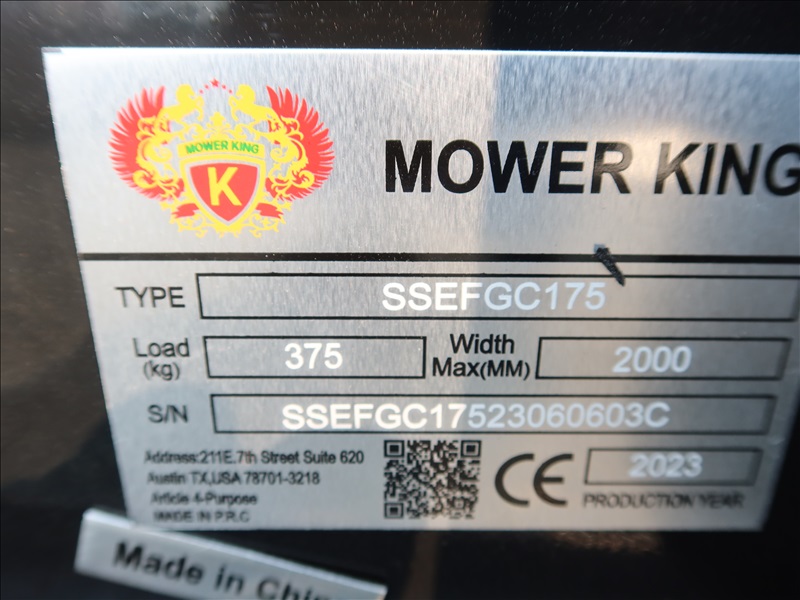 MOWER KING
K
MOWER KING
TYPE SSEFGC175
Load (kg) 375 Width Max(MM) 2000
S/N SSEFGC17523060603C
Address:211E.7th Street Suite 620
Austin TX,USA 78701-3218
Article 4-Purpose
MADE IN P.R.C
CE 2023
PRODUCTION YEAR
Made in